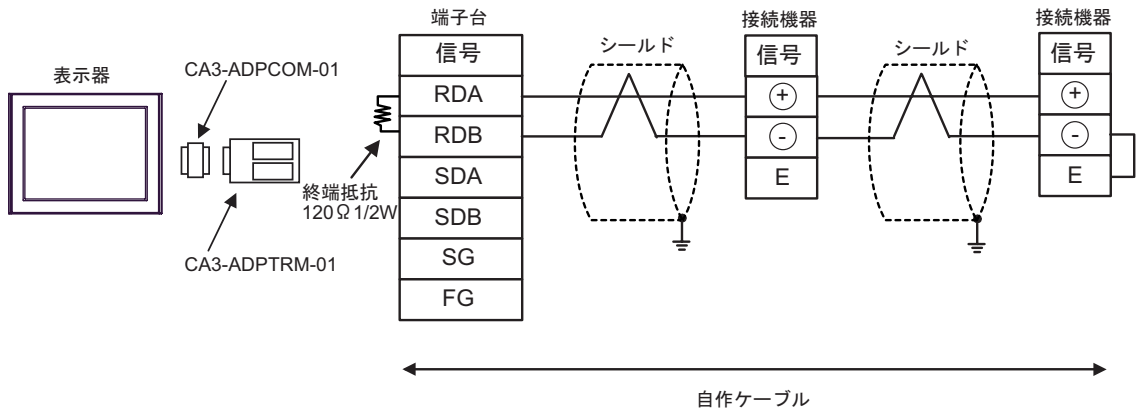 表示器
CA3-ADPCOM-01
CA3-ADPTRM-01
終端抵抗
120Ω 1/2W
端子台
信号
RDA
RDB
SDA
SDB
SG
FG
シールド
接続機器
信号
+
-
E
シールド
接続機器
信号
+
-
E
自作ケーブル